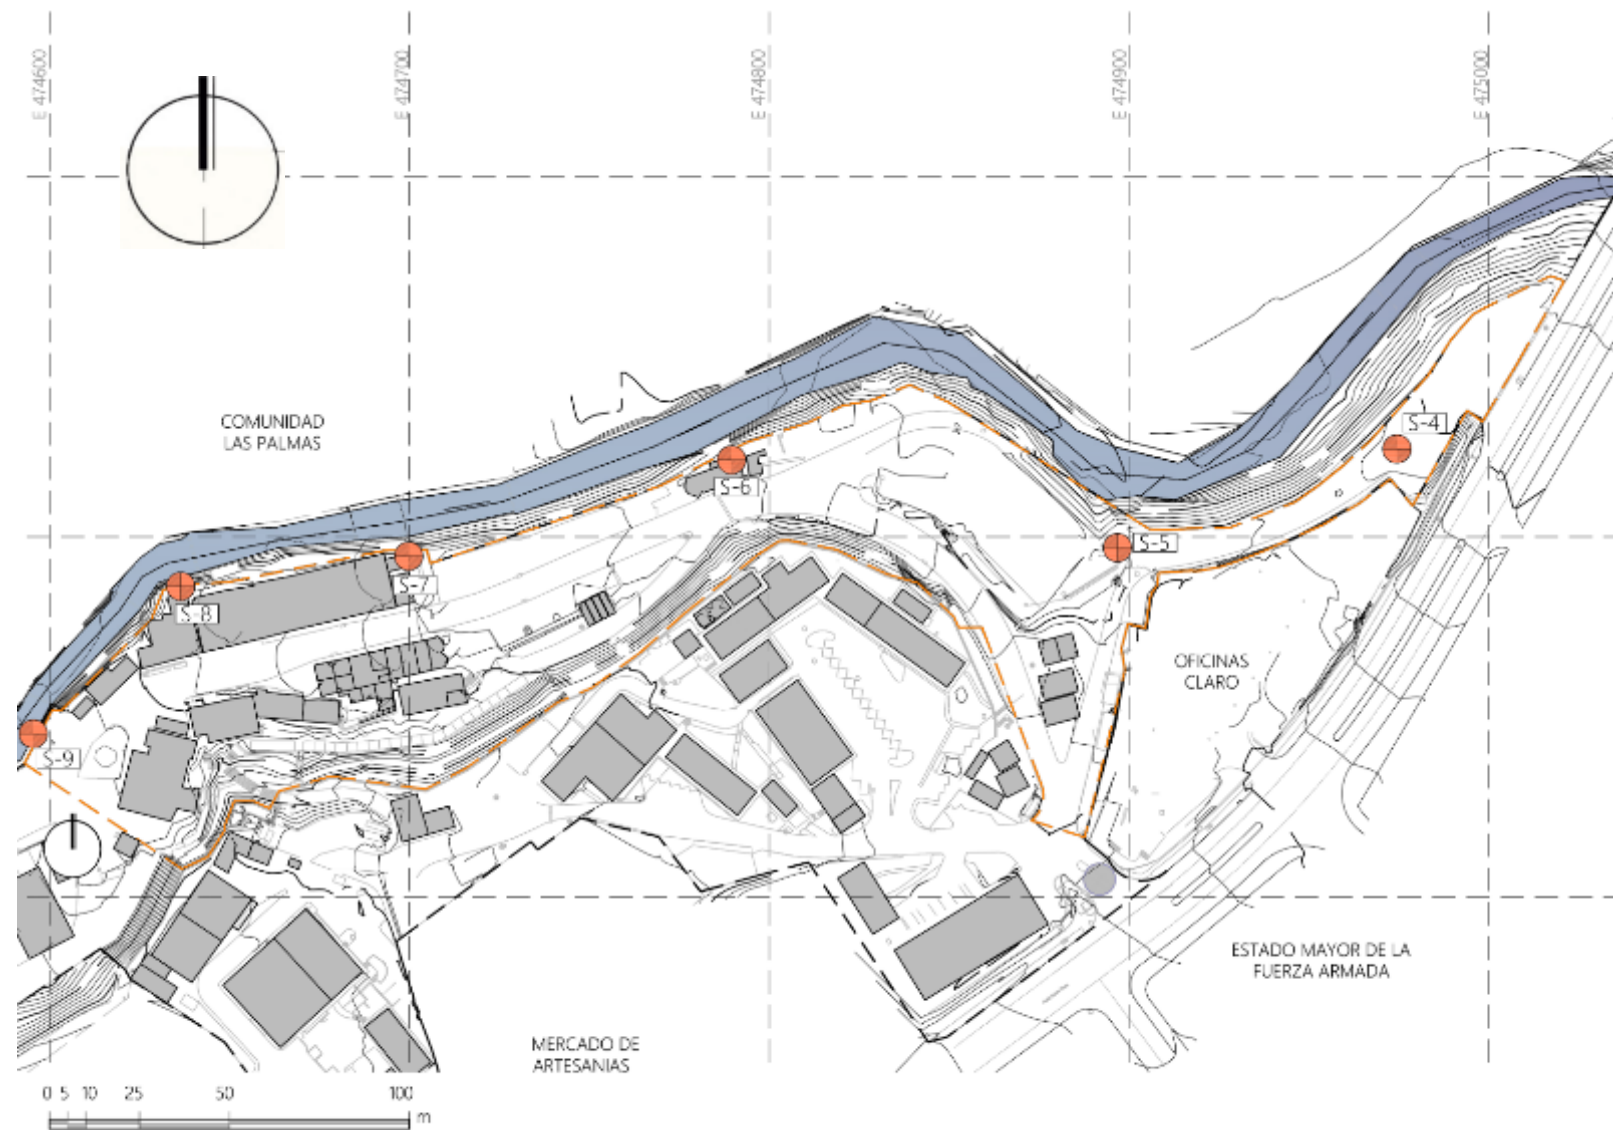 E 474600
E 474700
E 474800
E 474900
E 475000
COMUNIDAD
LAS PALMAS
S-4
S-6
S-5
S-7
S-8
S-9
OFICINAS
CLARO
ESTADO MAYOR DE LA
FUERZA ARMADA
MERCADO DE
ARTESANIAS
0 5 10 25 50 100
m